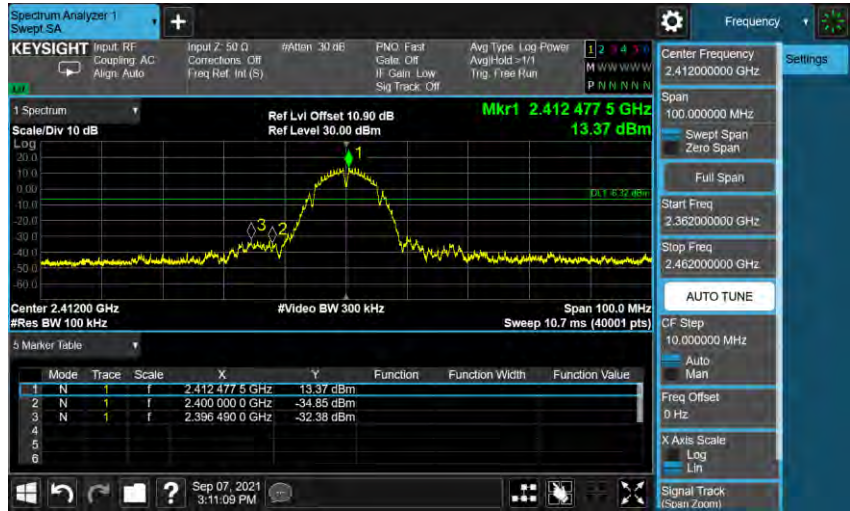 Spectrum Analyzer 1
Swept SA
+
Frequency
KEYSIGHT
Input: RF
Coupling: AC
Align: Auto
Input Z: 50 Ω
Corrections: Off
Freq Ref: Int (S)
#Atten: 30 dB
PNO: Fast
Gate: Off
IF Gain: Low
Sig Track: Off
Avg Type: Log-Power
Avg|Hold: >1/1
Trig: Free Run
1 2 3 4 5 6
M W W W W W
P N N N N N
1 Spectrum
Scale/Div 10 dB
Ref Lvl Offset 10.90 dB
Ref Level 30.00 dBm
Mkr1 2.412 477 5 GHz
13.37 dBm
Log
20.0
10.0
0.00
-10.0
-20.0
-30.0
-40.0
-50.0
-60.0
1
3
2
DL1 -6.32 dBm
Center 2.41200 GHz
#Res BW 100 kHz
#Video BW 300 kHz
Span 100.0 MHz
Sweep 10.7 ms (40001 pts)
5 Marker Table
Mode Trace Scale X Y Function Function Width Function Value
1 N 1 f 2.412 477 5 GHz 13.37 dBm
2 N 1 f 2.400 000 0 GHz -34.85 dBm
3 N 1 f 2.396 490 0 GHz -32.38 dBm
4
5
6
?
Sep 07, 2021
3:11:09 PM
Center Frequency
2.412000000 GHz
Span
100.000000 MHz
Swept Span
Zero Span
Full Span
Start Freq
2.362000000 GHz
Stop Freq
2.462000000 GHz
AUTO TUNE
CF Step
10.000000 MHz
Auto
Man
Freq Offset
0 Hz
X Axis Scale
Log
Lin
Signal Track
(Span Zoom)
Settings